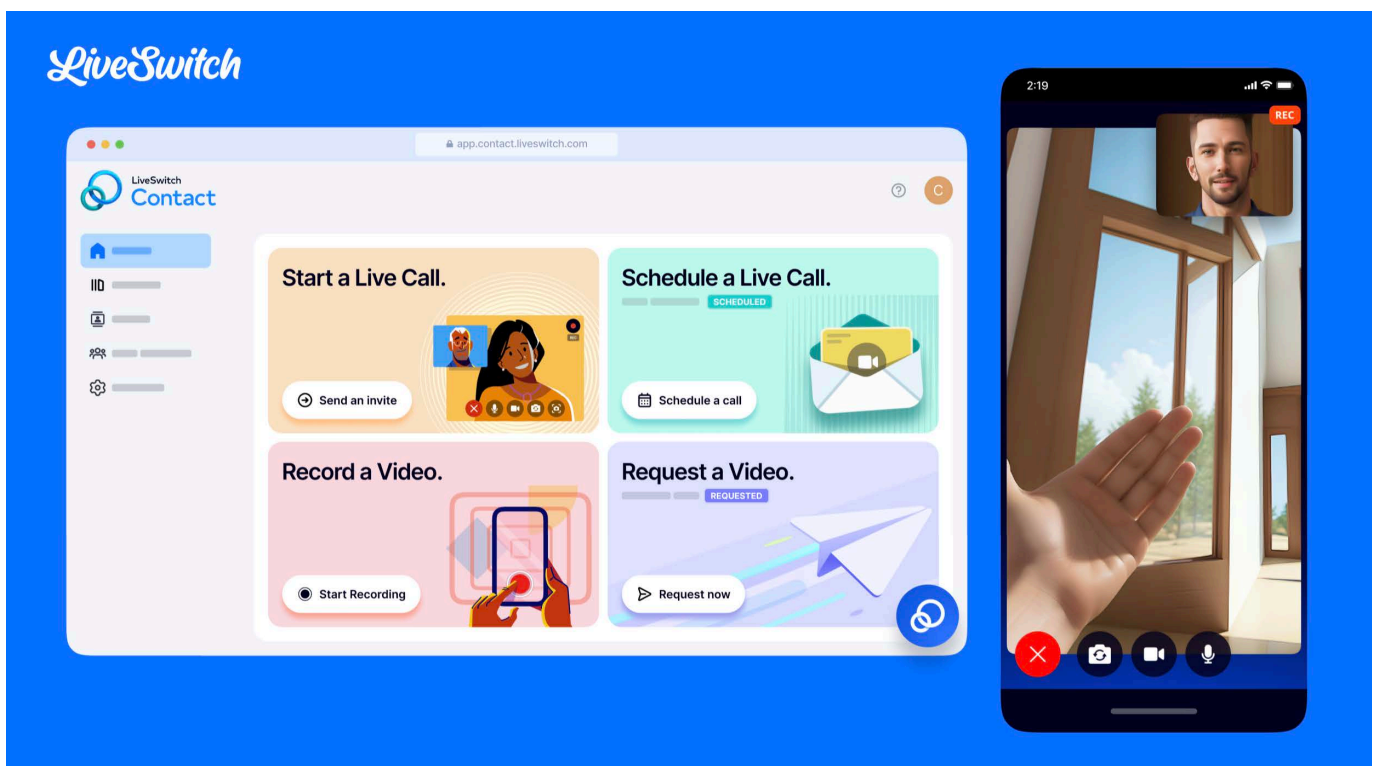 LiveSwitch
app.contact.liveswitch.com
LiveSwitch
Contact
C
Start a Live Call.
REC
Send an invite
Schedule a Live Call.
SCHEDULED
Schedule a call
Record a Video.
Start Recording
Request a Video.
REQUESTED
Request now
2:19
REC